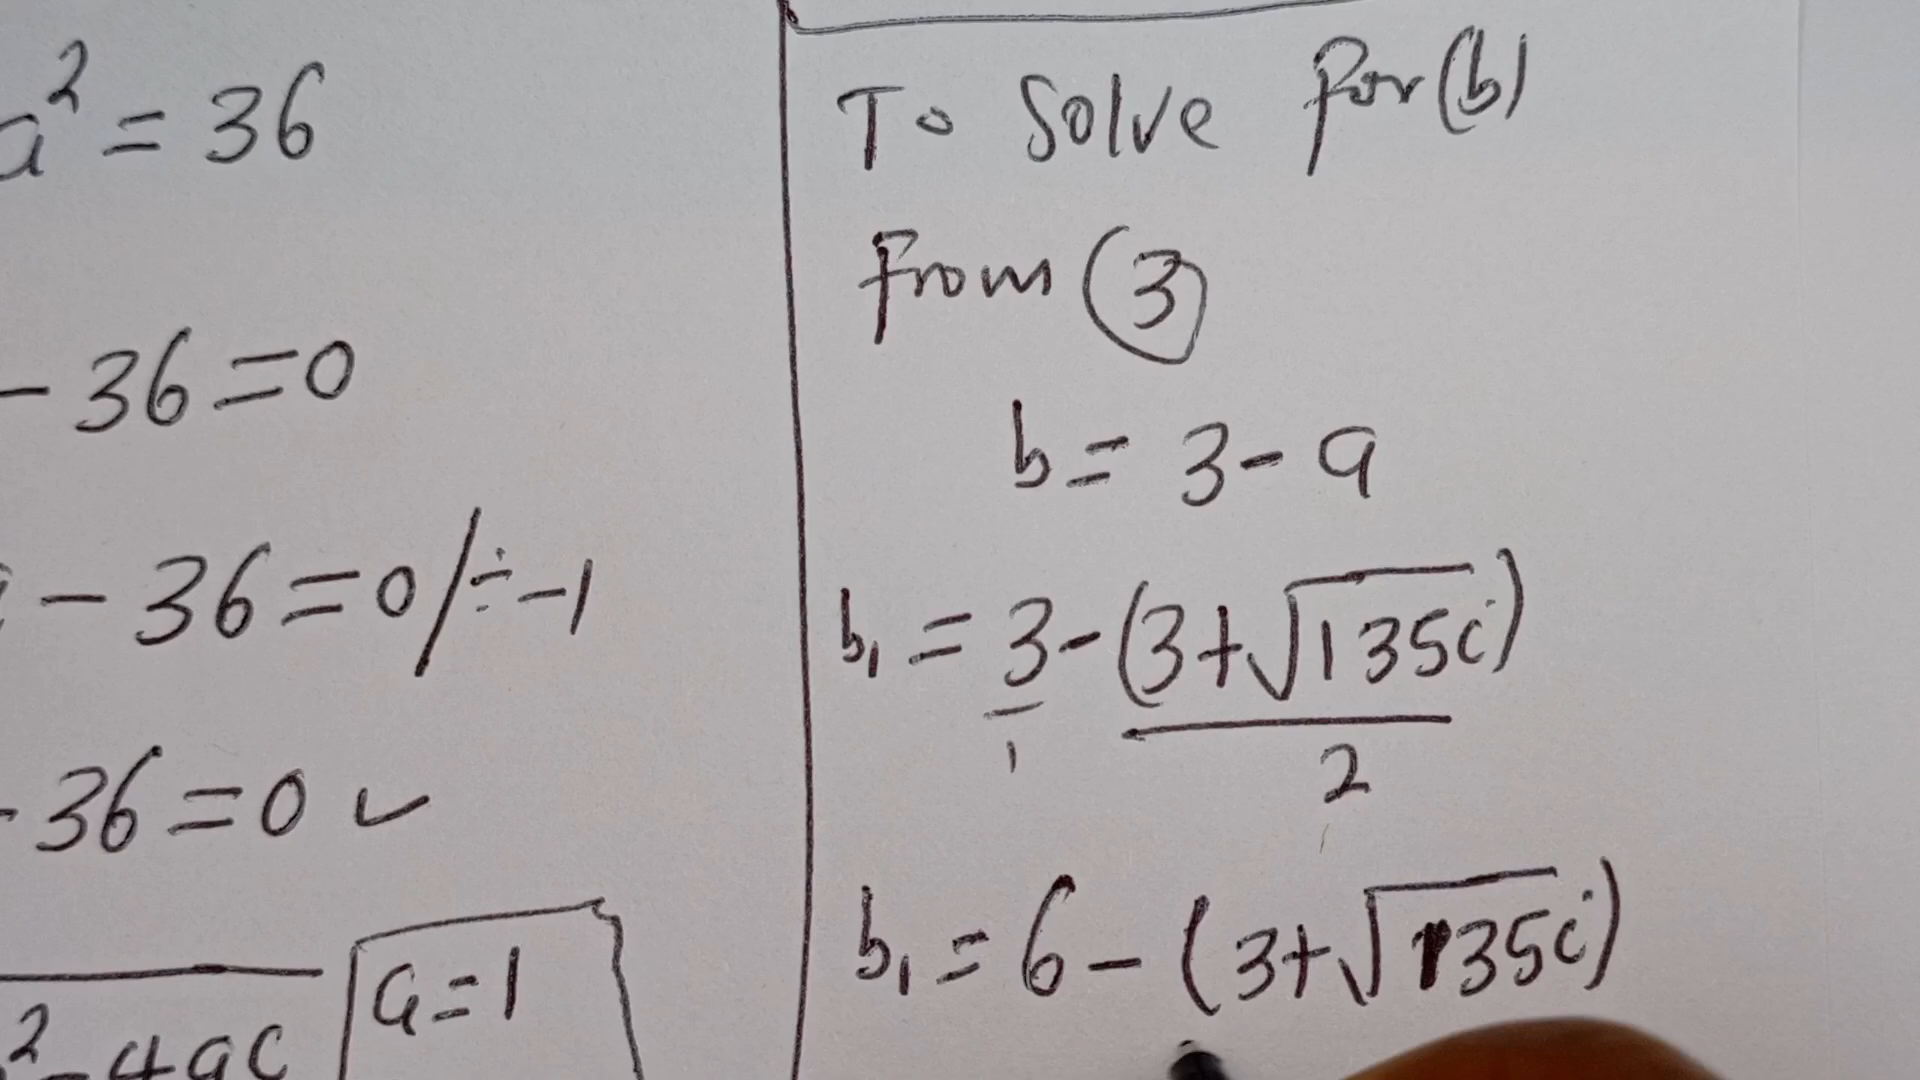 a² = 36
- 36 = 0
- 36 = 0 / ÷ -1
- 36 = 0 ✓
² - 4ac
a = 1
To Solve for (b)
From (3)
b = 3 - a
b₁ = 3/1 - (3+√135i)/2
b₁ = 6 - (3+√135i)